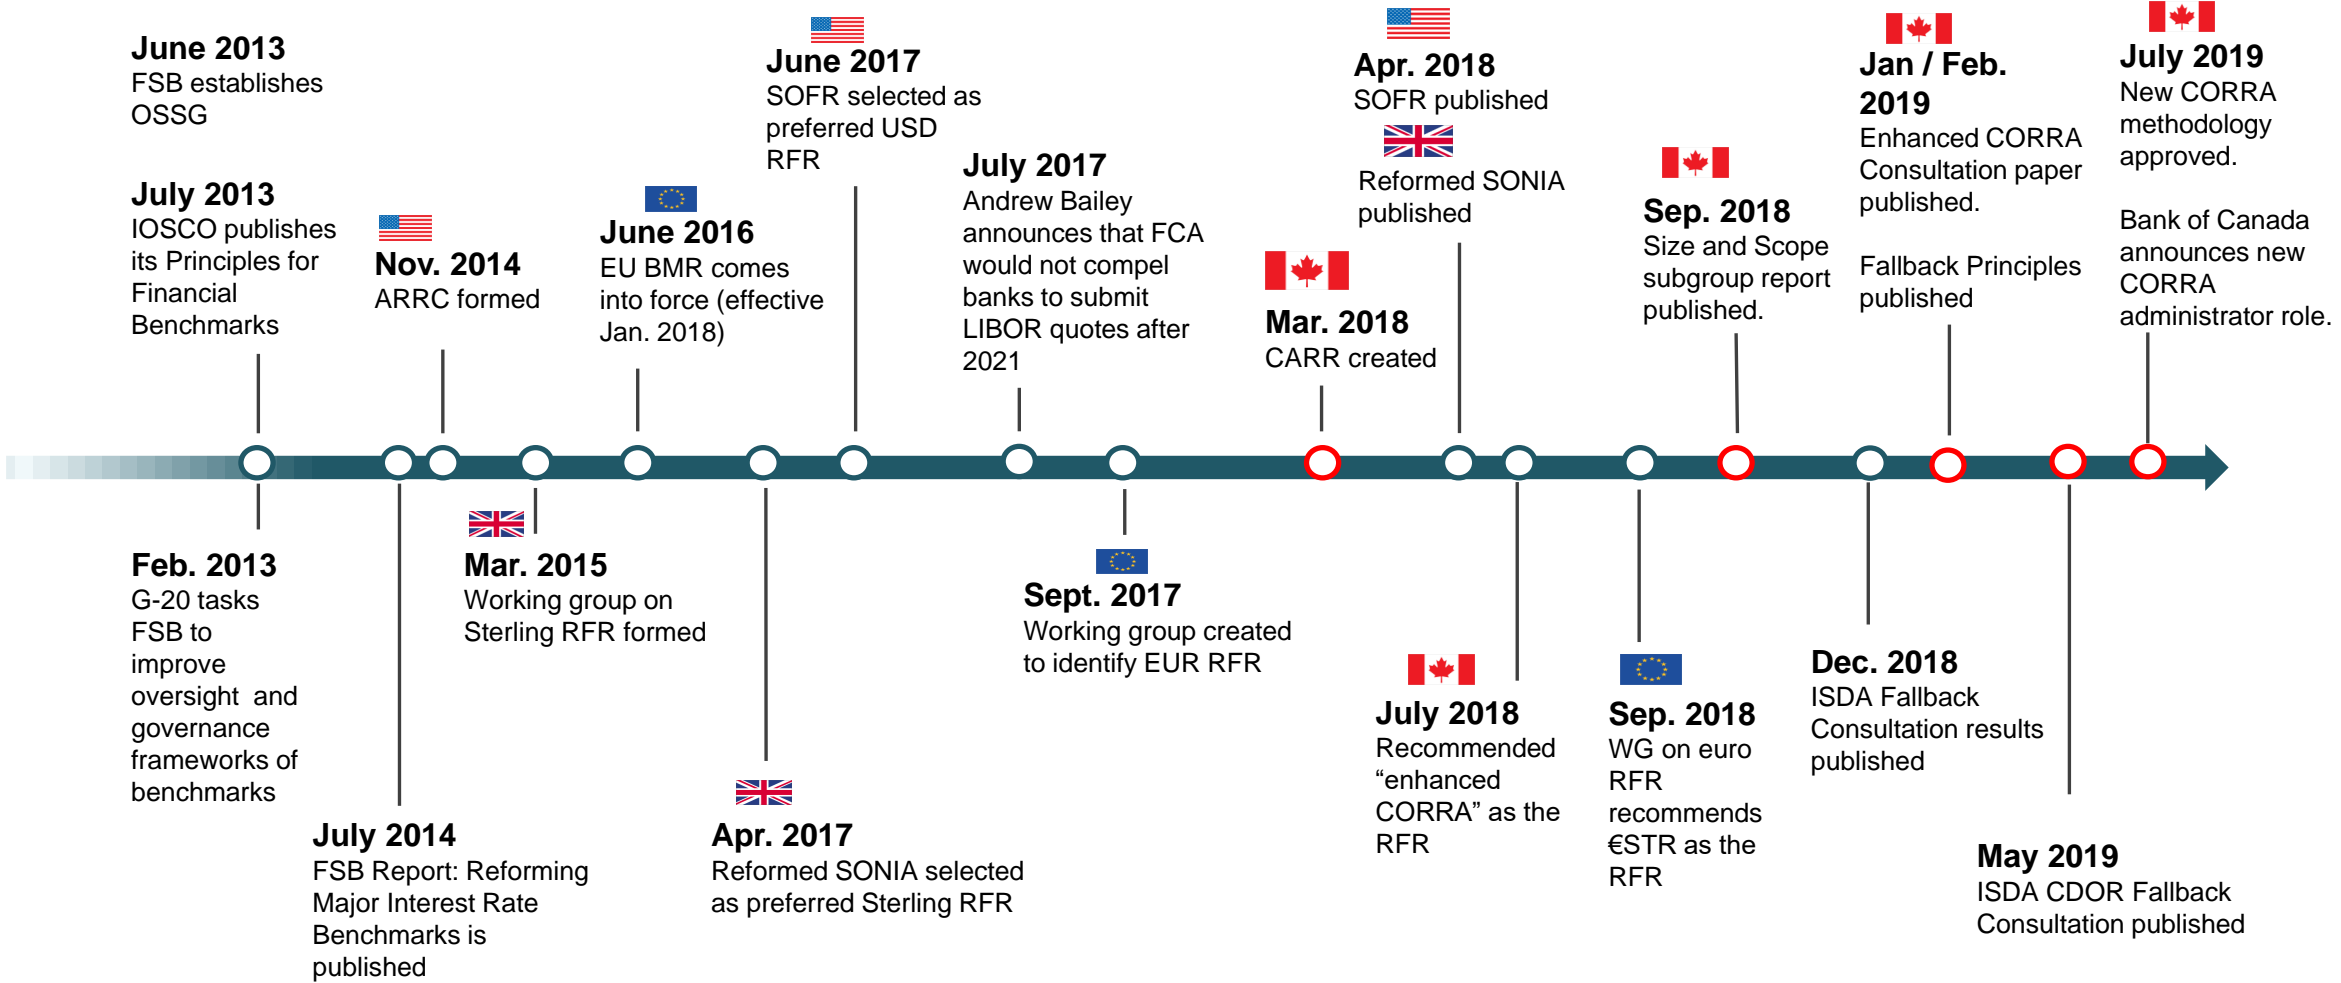 June 2013
FSB establishes
OSSG
July 2013
IOSCO publishes
its Principles for
Financial
Benchmarks
Nov. 2014
ARRC formed
June 2016
EU BMR comes
into force (effective
Jan. 2018)
June 2017
SOFR selected as
preferred USD
RFR
July 2017
Andrew Bailey
announces that FCA
would not compel
banks to submit
LIBOR quotes after
2021
Mar. 2018
CARR created
Apr. 2018
SOFR published
Reformed SONIA
published
Sep. 2018
Size and Scope
subgroup report
published.
Jan / Feb.
2019
Enhanced CORRA
Consultation paper
published.
Fallback Principles
published
July 2019
New CORRA
methodology
approved.
Bank of Canada
announces new
CORRA
administrator role.
Feb. 2013
G-20 tasks
FSB to
improve
oversight  and
governance
frameworks of
benchmarks
July 2014
FSB Report: Reforming
Major Interest Rate
Benchmarks is
published
Mar. 2015
Working group on
Sterling RFR formed
Apr. 2017
Reformed SONIA selected
as preferred Sterling RFR
Sept. 2017
Working group created
to identify EUR RFR
July 2018
Recommended
“enhanced
CORRA” as the
RFR
Sep. 2018
WG on euro
RFR
recommends
€STR as the
RFR
Dec. 2018
ISDA Fallback
Consultation results
published
May 2019
ISDA CDOR Fallback
Consultation published